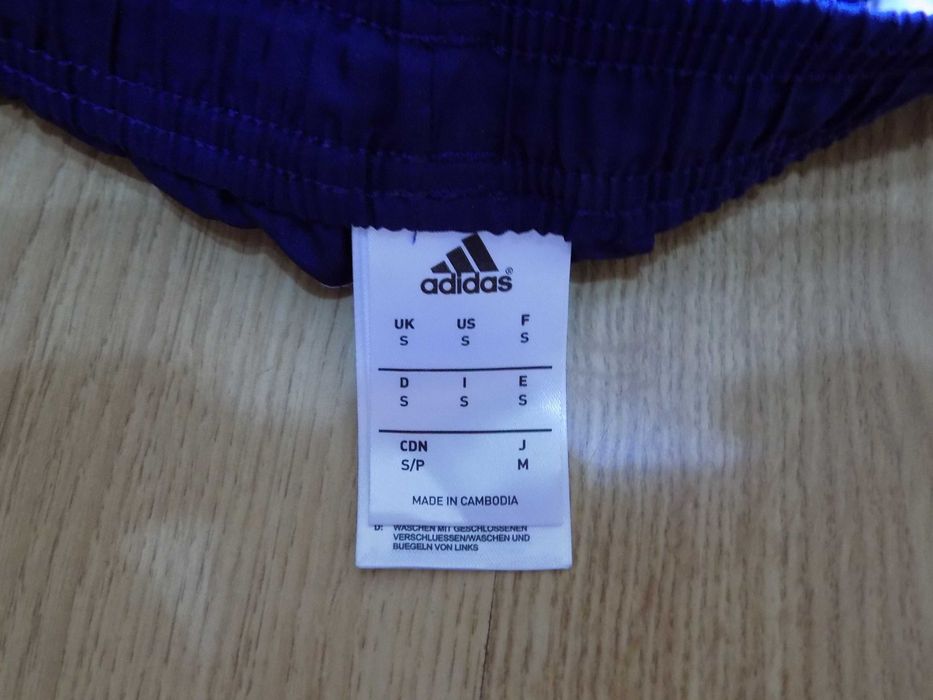 adidas®
UK US F
S S S
D I E
S S S
CDN J
S/P M
MADE IN CAMBODIA
D: WASCHEN MIT GESCHLOSSENEN
VERSCHLUESSEN/WASCHEN UND
BUEGELN VON LINKS